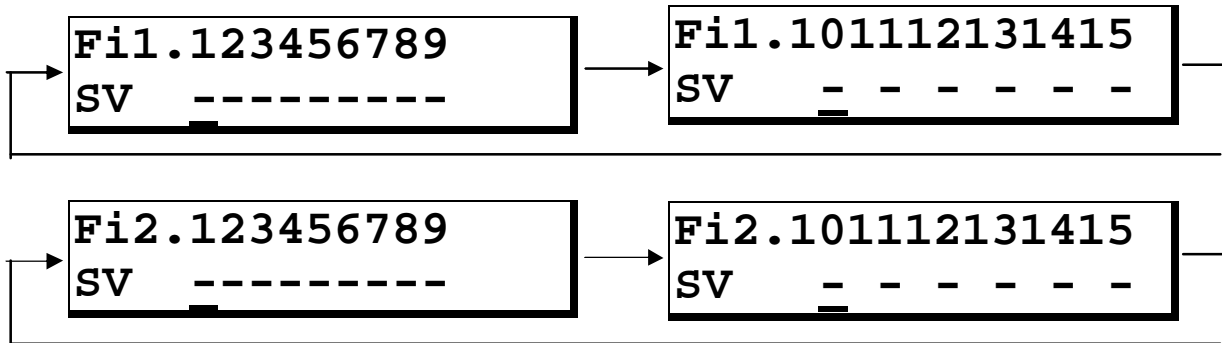 Fi1.123456789
SV ---------
Fi1.101112131415
SV - - - - - -
Fi2.123456789
SV ---------
Fi2.101112131415
SV - - - - - -